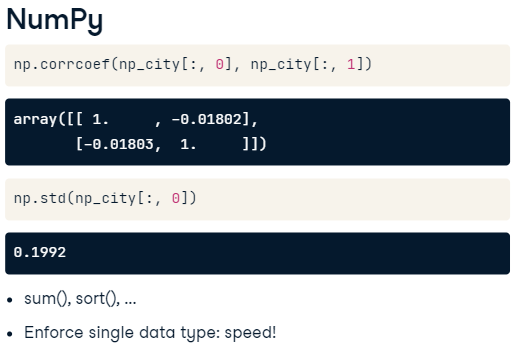 NumPy
np.corrcoef(np_city[:, 0], np_city[:, 1])
array([[ 1.     , -0.01802],
       [-0.01803,  1.     ]])
np.std(np_city[:, 0])
0.1992
• sum(), sort(), ...
• Enforce single data type: speed!